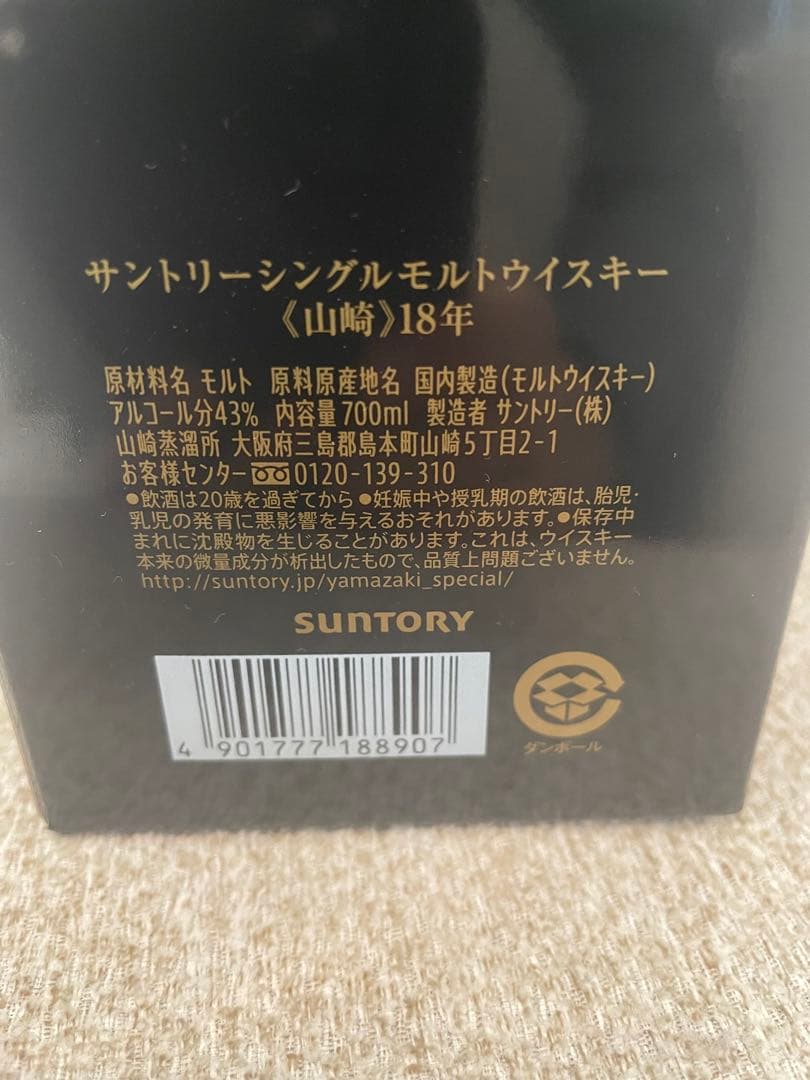 サントリーシングルモルトウイスキー
《山崎》18年
原材料名 モルト 原料原産地名 国内製造(モルトウイスキー)
アルコール分43% 内容量700ml 製造者 サントリー(株)
山崎蒸溜所 大阪府三島郡島本町山崎5丁目2-1
お客様センター 0120-139-310
●飲酒は20歳を過ぎてから ●妊娠中や授乳期の飲酒は、胎児・
乳児の発育に悪影響を与えるおそれがあります。●保存中
まれに沈殿物を生じることがあります。これは、ウイスキー
本来の微量成分が析出したもので、品質上問題ございません。
http://suntory.jp/yamazaki_special/
SUNTORY
4 901777 188907
ダンボール